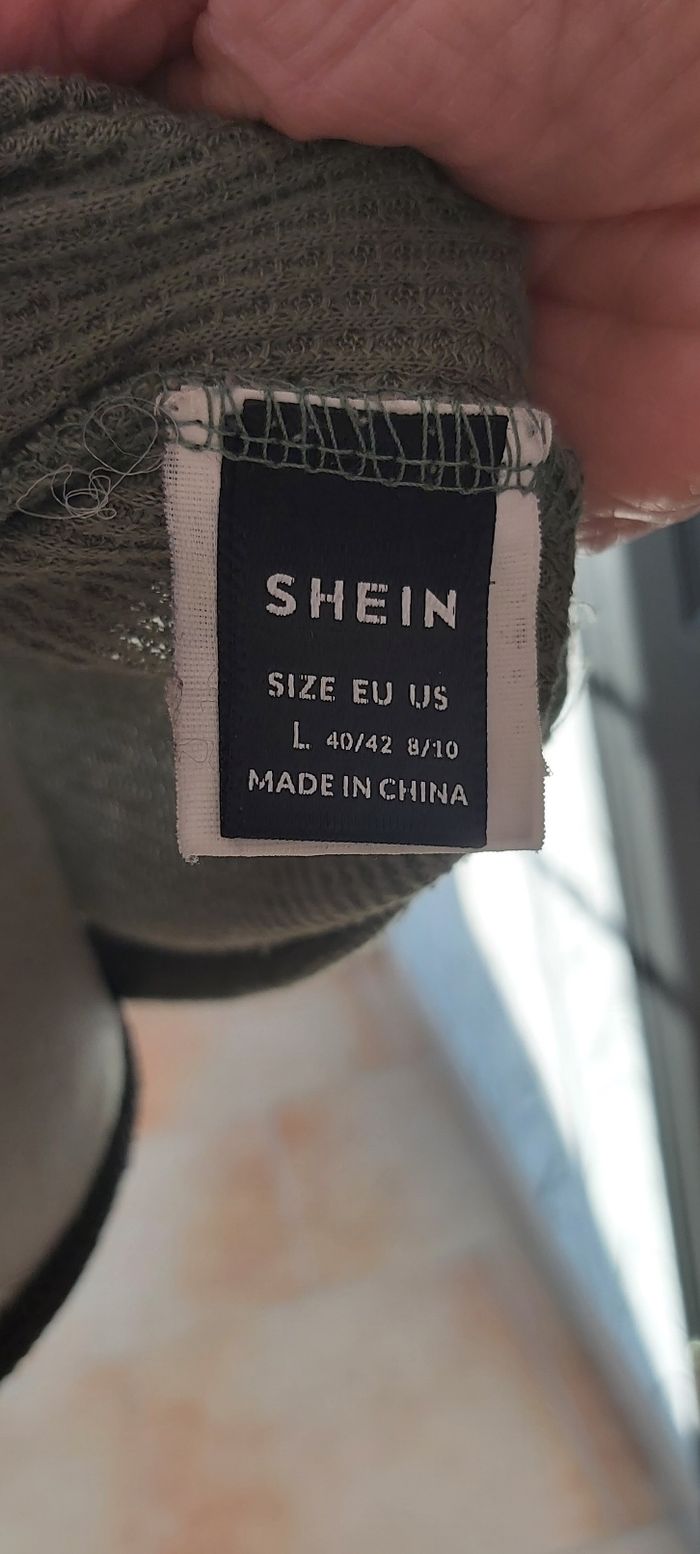 SHEIN
SIZE EU US
L 40/42 8/10
MADE IN CHINA